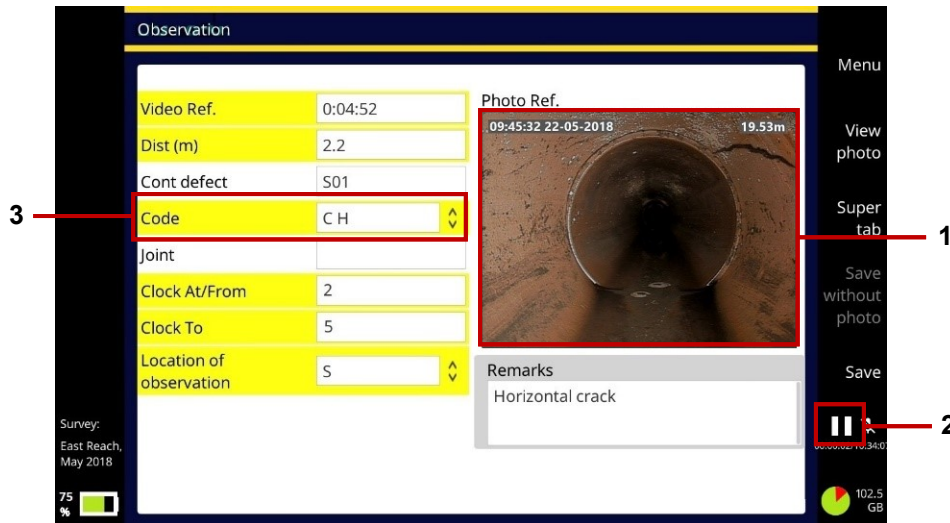 Observation
Menu
Video Ref. 0:04:52
Dist (m) 2.2
Cont defect S01
Code C H
Joint
Clock At/From 2
Clock To 5
Location of
observation S
Photo Ref.
09:45:32 22-05-2018 19.53m
Remarks
Horizontal crack
View
photo
Super
tab
Save
without
photo
Save
Survey:
East Reach,
May 2018
75
%
102.5
GB
3
1
2